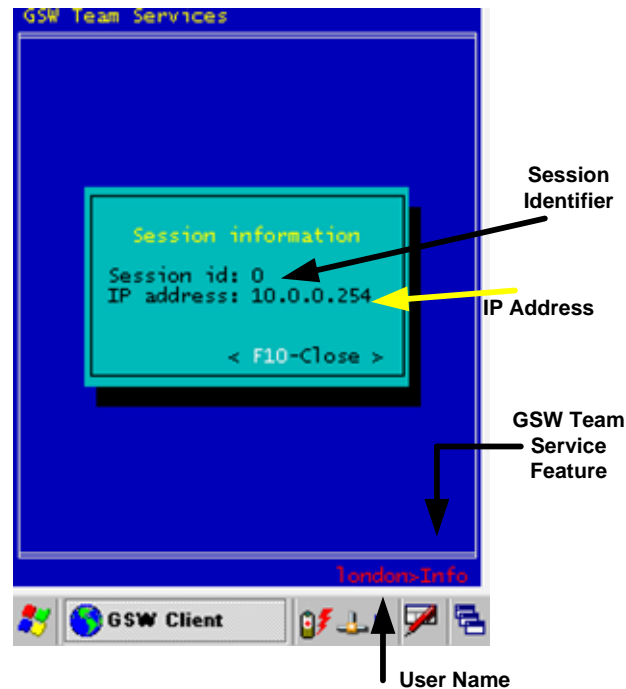 GSW Team Services
Session information
Session id: 0
IP address: 10.0.0.254
< F10-Close >
london>Info
GSW Client
Session
Identifier
IP Address
GSW Team
Service
Feature
User Name